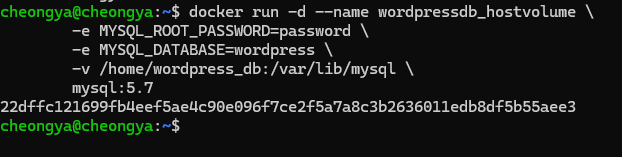 cheongya@cheongya:~$ docker run -d --name wordpressdb_hostvolume \
-e MYSQL_ROOT_PASSWORD=password \
-e MYSQL_DATABASE=wordpress \
-v /home/wordpress_db:/var/lib/mysql \
mysql:5.7
22dffc121699fb4eef5ae4c90e096f7ce2f5a7a8c3b2636011edb8df5b55aee3
cheongya@cheongya:~$